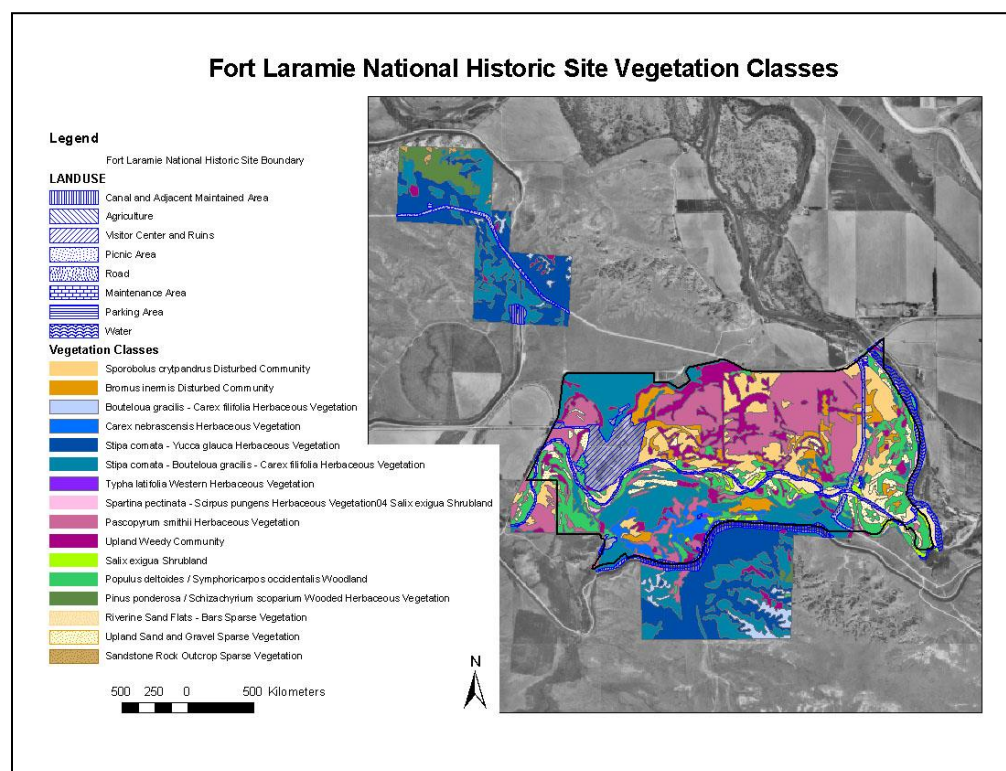 Fort Laramie National Historic Site Vegetation Classes
Legend
Fort Laramie National Historic Site Boundary
LANDUSE
Canal and Adjacent Maintained Area
Agriculture
Visitor Center and Ruins
Picnic Area
Road
Maintenance Area
Parking Area
Water
Vegetation Classes
Sporobolus crytpandrus Disturbed Community
Bromus inermis Disturbed Community
Bouteloua gracilis - Carex filifolia Herbaceous Vegetation
Carex nebrascensis Herbaceous Vegetation
Stipa comata - Yucca glauca Herbaceous Vegetation
Stipa comata - Bouteloua gracilis - Carex filifolia Herbaceous Vegetation
Typha latifolia Western Herbaceous Vegetation
Spartina pectinata - Scirpus pungens Herbaceous Vegetation04 Salix exigua Shrubland
Pascopyrum smithii Herbaceous Vegetation
Upland Weedy Community
Salix exigua Shrubland
Populus deltoides / Symphoricarpos occidentalis Woodland
Pinus ponderosa / Schizachyrium scoparium Wooded Herbaceous Vegetation
Riverine Sand Flats - Bars Sparse Vegetation
Upland Sand and Gravel Sparse Vegetation
Sandstone Rock Outcrop Sparse Vegetation
500 250 0 500 Kilometers
N